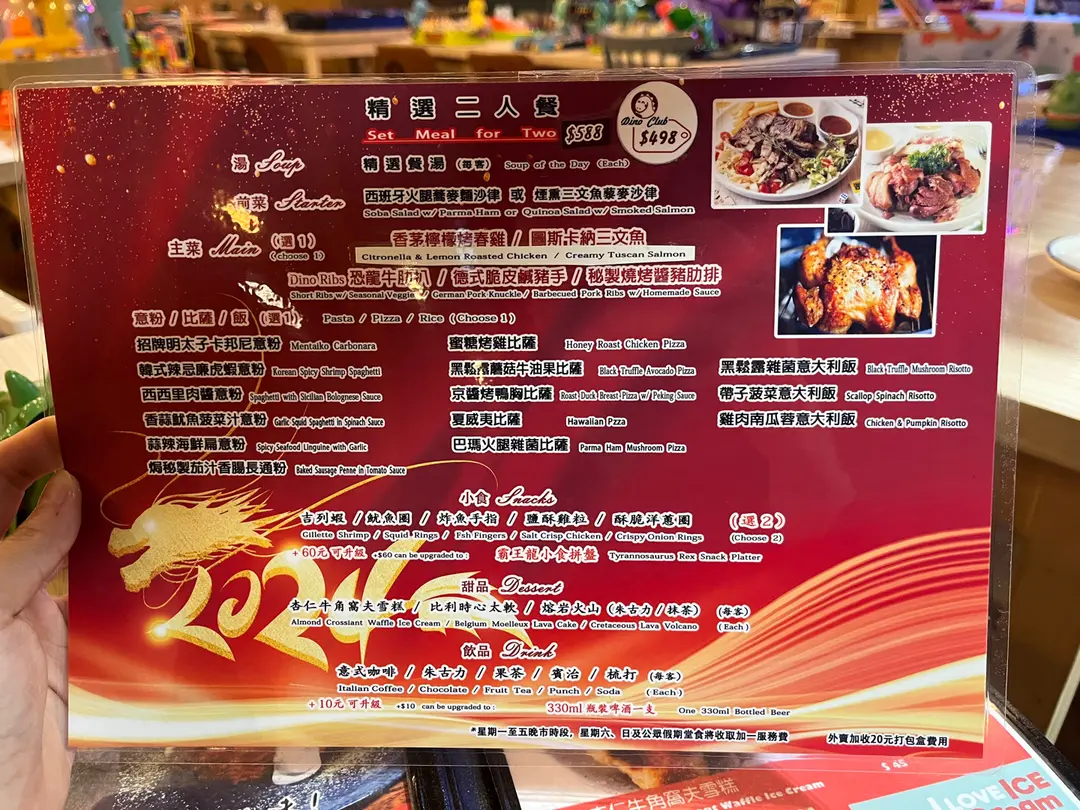 精選二人餐
Set Meal for Two $588
Dino Club
$498
湯 Soup 精選餐湯 (每客) Soup of the Day (Each)
前菜 Starter 西班牙火腿蕎麥麵沙律 或 煙熏三文魚藜麥沙律
Soba Salad w/ Parma Ham or Quinoa Salad w/ Smoked Salmon
主菜 Main (選1) (choose 1) 香茅檸檬烤春雞 / 圖斯卡納三文魚
Citronella & Lemon Roasted Chicken / Creamy Tuscan Salmon
Dino Ribs 恐龍牛肋扒 / 德式脆皮鹹豬手 / 秘製燒烤醬豬肋排
Short Ribs w/ Seasonal Veggie / German Pork Knuckle / Barbecued Pork Ribs w/ Homemade Sauce
意粉 / 比薩 / 飯 (選1) Pasta / Pizza / Rice (Choose 1)
招牌明太子卡邦尼意粉 Mentaiko Carbonara
韓式辣忌廉虎蝦意粉 Korean Spicy Shrimp Spaghetti
西西里肉醬意粉 Spaghetti with Sicilian Bolognese Sauce
香蒜魷魚菠菜汁意粉 Garlic Squid Spaghetti in Spinach Sauce
蒜辣海鮮扁意粉 Spicy Seafood Linguine with Garlic
焗秘製茄汁香腸長通粉 Baked Sausage Penne in Tomato Sauce
蜜糖烤雞比薩 Honey Roast Chicken Pizza
黑鬆露蘑菇牛油果比薩 Black Truffle Avocado Pizza
京醬烤鴨胸比薩 Roast Duck Breast Pizza w/ Peking Sauce
夏威夷比薩 Hawaiian Pzza
巴瑪火腿雜菌比薩 Parma Ham Mushroom Pizza
黑鬆露雜菌意大利飯 Black Truffle Mushroom Risotto
帶子菠菜意大利飯 Scallop Spinach Risotto
雞肉南瓜蓉意大利飯 Chicken & Pumpkin Risotto
小食 Snacks
吉列蝦 / 魷魚圈 / 炸魚手指 / 鹽酥雞粒 / 酥脆洋蔥圈 (選2)
Gillette Shrimp / Squid Rings / Fsh Fingers / Salt Crisp Chicken / Crispy Onion Rings (Choose 2)
+60元可升級 +$60 can be upgraded to : 霸王龍小食拼盤 Tyrannosaurus Rex Snack Platter
甜品 Dessert
杏仁牛角窩夫雪糕 / 比利時心太軟 / 熔岩火山 (朱古力/抹茶) (每客)
Almond Crossiant Waffle Ice Cream / Belgium Moelleux Lava Cake / Cretaceous Lava Volcano (Each)
2024
飲品 Drink
意式咖啡 / 朱古力 / 果茶 / 賓治 / 梳打 (每客)
Italian Coffee / Chocolate / Fruit Tea / Punch / Soda (Each)
+10元可升級 +$10 can be upgraded to : 330ml 瓶裝啤酒一支 One 330ml Bottled Beer
*星期一至五晚市時段，星期六、日及公眾假期堂食將收取加一服務費
外賣加收20元打包盒費用
$45
杏仁牛角窩夫雪糕
Waffle Ice Cream
I LOVE ICE